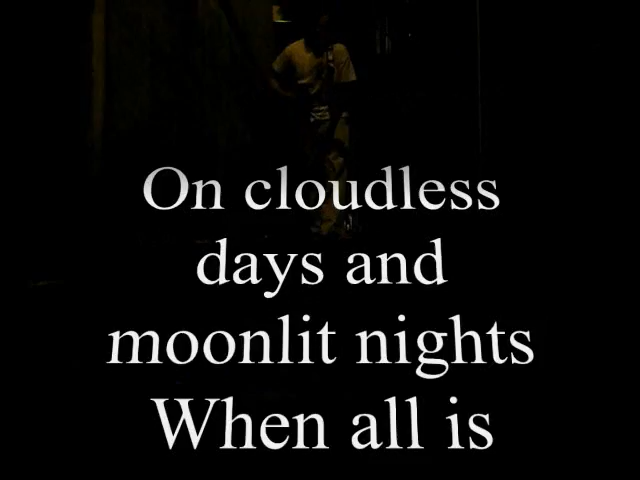 On cloudless
days and
moonlit nights
When all is